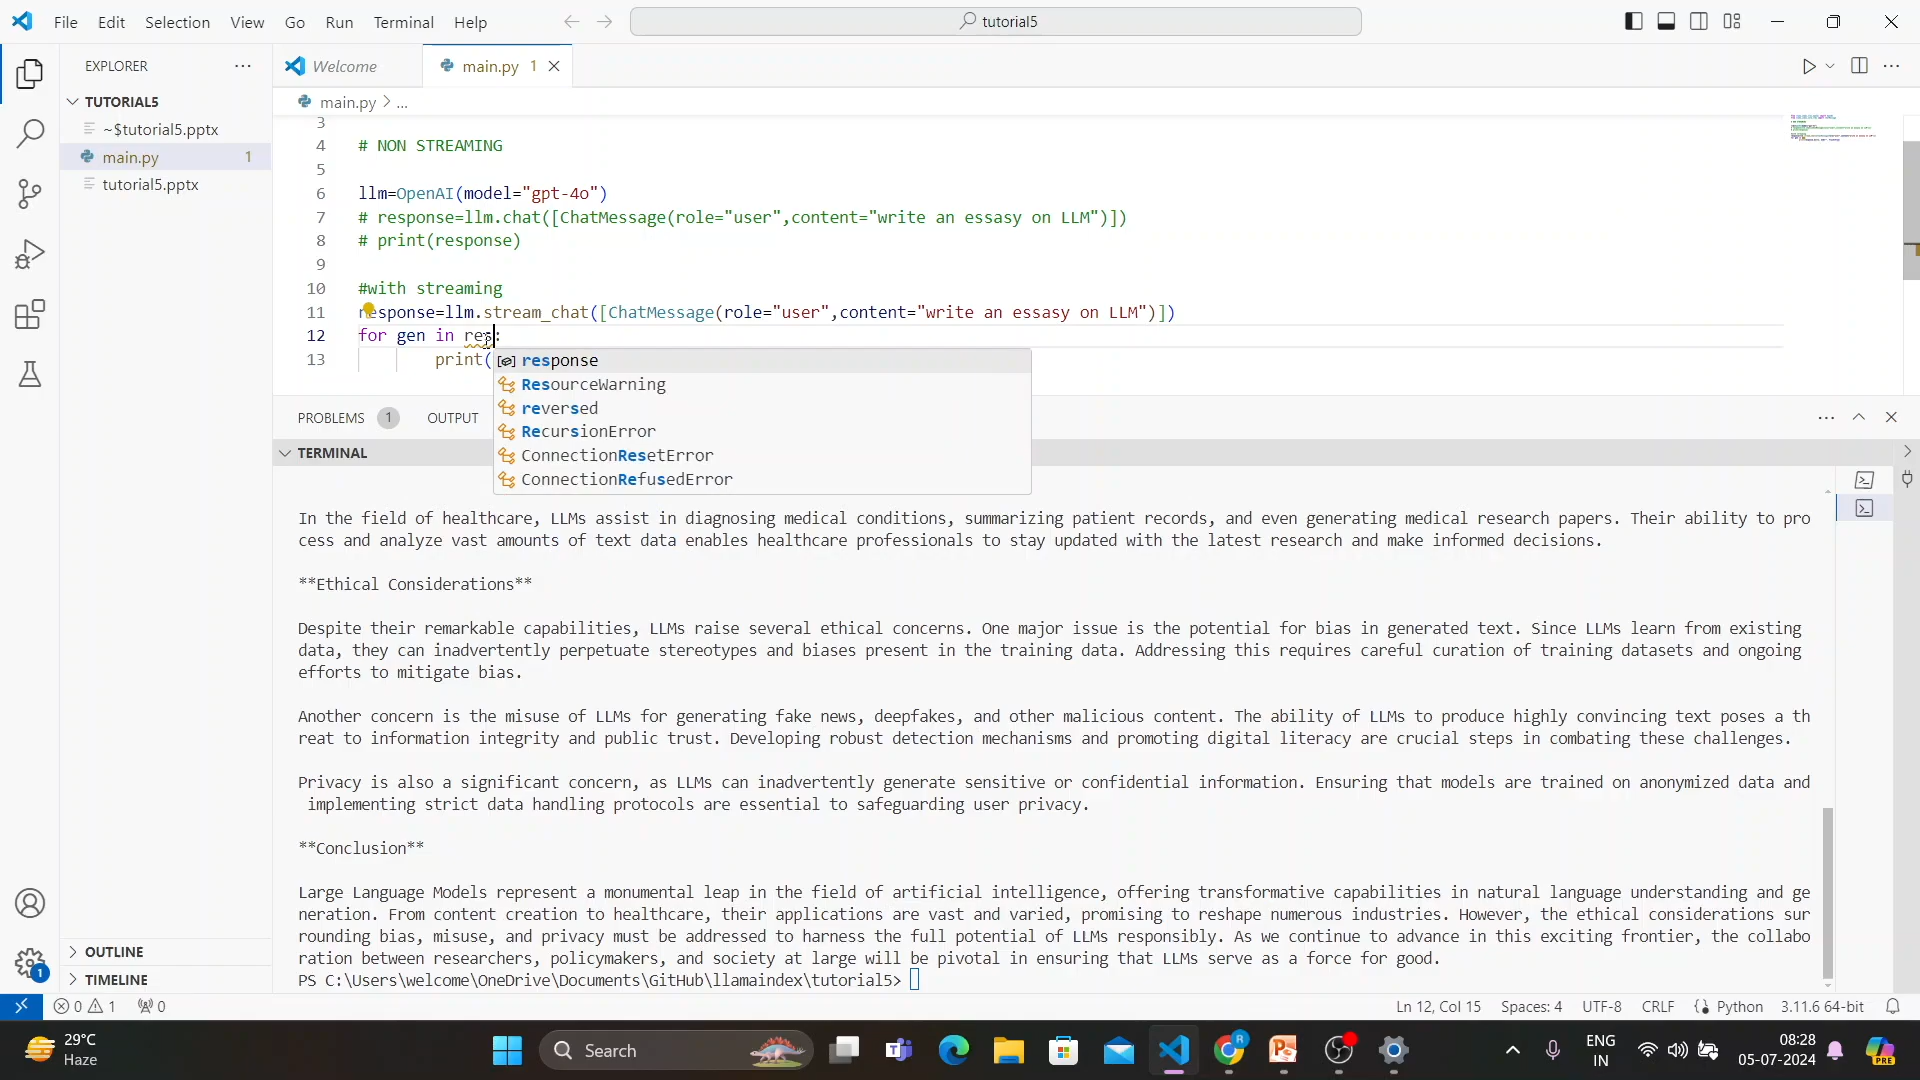 File Edit Selection View Go Run Terminal Help
tutorial5
EXPLORER
Welcome
main.py 1
TUTORIAL5
main.py > ...
~$tutorial5.pptx
main.py 1
tutorial5.pptx
3
4 # NON STREAMING
5
6 llm=OpenAI(model="gpt-4o")
7 # response=llm.chat([ChatMessage(role="user",content="write an essasy on LLM")])
8 # print(response)
9
10 #with streaming
11 response=llm.stream_chat([ChatMessage(role="user",content="write an essasy on LLM")])
12 for gen in res:
13 print(
response
ResourceWarning
reversed
RecursionError
ConnectionResetError
ConnectionRefusedError
PROBLEMS 1 OUTPUT
TERMINAL
In the field of healthcare, LLMs assist in diagnosing medical conditions, summarizing patient records, and even generating medical research papers. Their ability to pro
cess and analyze vast amounts of text data enables healthcare professionals to stay updated with the latest research and make informed decisions.
**Ethical Considerations**
Despite their remarkable capabilities, LLMs raise several ethical concerns. One major issue is the potential for bias in generated text. Since LLMs learn from existing
data, they can inadvertently perpetuate stereotypes and biases present in the training data. Addressing this requires careful curation of training datasets and ongoing
efforts to mitigate bias.
Another concern is the misuse of LLMs for generating fake news, deepfakes, and other malicious content. The ability of LLMs to produce highly convincing text poses a th
reat to information integrity and public trust. Developing robust detection mechanisms and promoting digital literacy are crucial steps in combating these challenges.
Privacy is also a significant concern, as LLMs can inadvertently generate sensitive or confidential information. Ensuring that models are trained on anonymized data and
implementing strict data handling protocols are essential to safeguarding user privacy.
**Conclusion**
Large Language Models represent a monumental leap in the field of artificial intelligence, offering transformative capabilities in natural language understanding and ge
neration. From content creation to healthcare, their applications are vast and varied, promising to reshape numerous industries. However, the ethical considerations sur
rounding bias, misuse, and privacy must be addressed to harness the full potential of LLMs responsibly. As we continue to advance in this exciting frontier, the collabo
ration between researchers, policymakers, and society at large will be pivotal in ensuring that LLMs serve as a force for good.
PS C:\Users\welcome\OneDrive\Documents\GitHub\llamaindex\tutorial5>
OUTLINE
TIMELINE
1
0 1 0
Ln 12, Col 15 Spaces: 4 UTF-8 CRLF Python 3.11.6 64-bit
29°C
Haze
Search
ENG
IN
08:28
05-07-2024